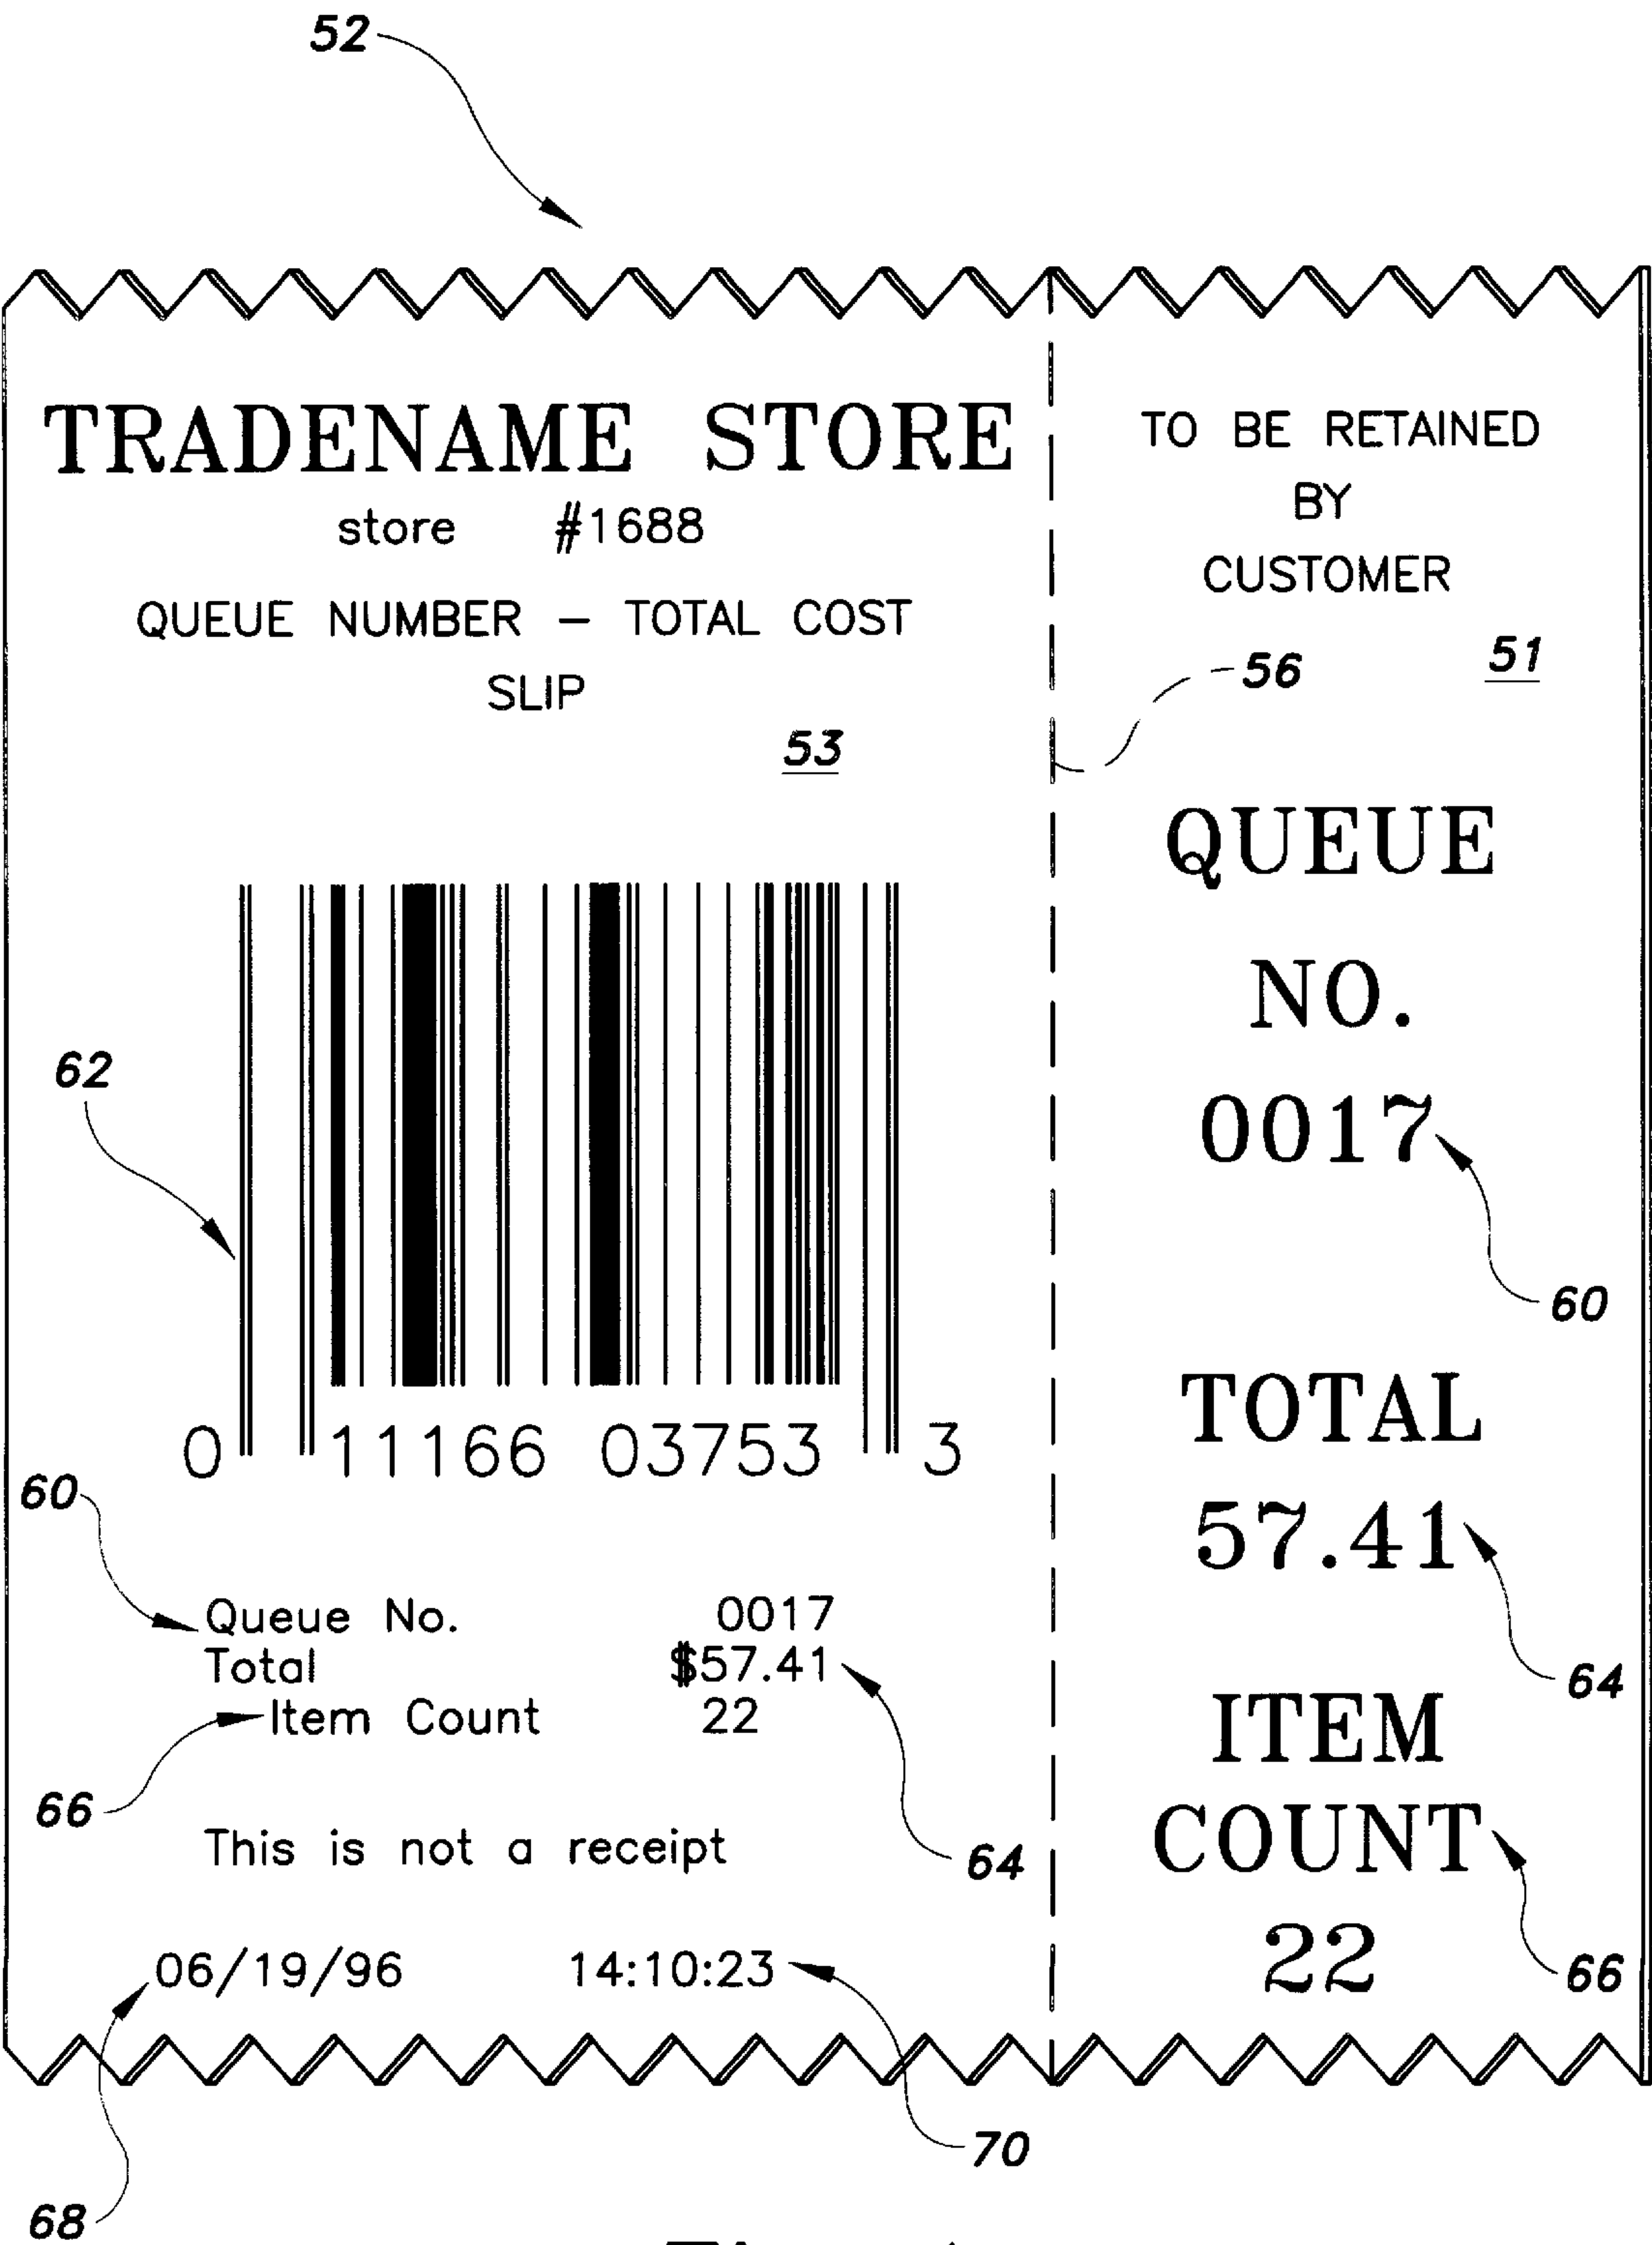 52
TRADENAME STORE
store #1688
QUEUE NUMBER - TOTAL COST
SLIP
53
62
0 11166 03753 3
60
Queue No. 0017
Total $57.41
Item Count 22
66
64
This is not a receipt
06/19/96 14:10:23
68
70
TO BE RETAINED
BY
CUSTOMER
56
51
QUEUE
NO.
0017
60
TOTAL
57.41
64
ITEM
COUNT
66
22